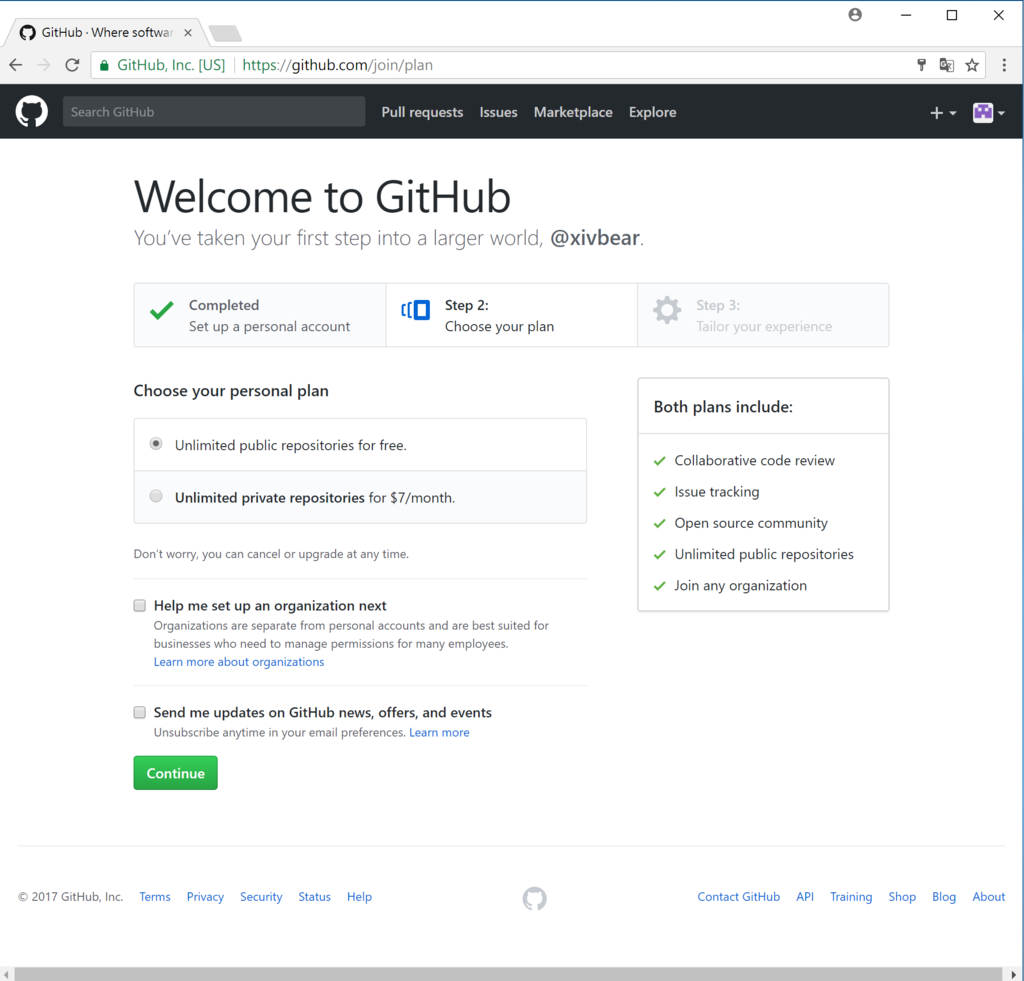 GitHub · Where softwar
GitHub, Inc. [US] https://github.com/join/plan
Search GitHub Pull requests Issues Marketplace Explore
Welcome to GitHub
You’ve taken your first step into a larger world, @xivbear.
Completed
Set up a personal account
Step 2:
Choose your plan
Step 3:
Tailor your experience
Choose your personal plan
Unlimited public repositories for free.
Unlimited private repositories for $7/month.
Don’t worry, you can cancel or upgrade at any time.
Help me set up an organization next
Organizations are separate from personal accounts and are best suited for
businesses who need to manage permissions for many employees.
Learn more about organizations
Send me updates on GitHub news, offers, and events
Unsubscribe anytime in your email preferences. Learn more
Continue
Both plans include:
Collaborative code review
Issue tracking
Open source community
Unlimited public repositories
Join any organization
© 2017 GitHub, Inc. Terms Privacy Security Status Help Contact GitHub API Training Shop Blog About